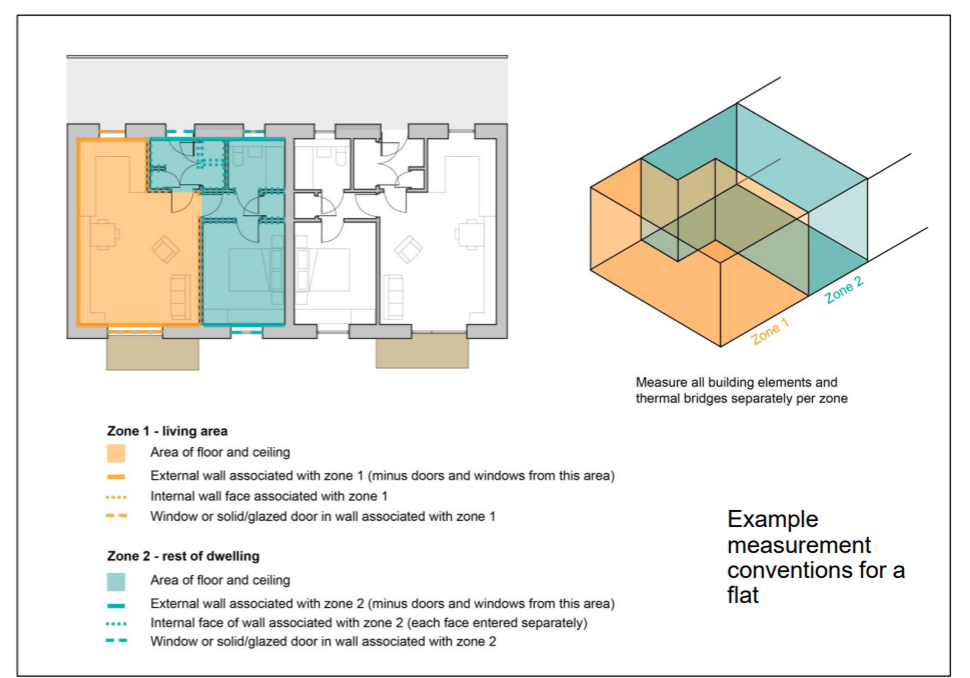 Zone 1
Zone 2
Measure all building elements and
thermal bridges separately per zone
Zone 1 - living area
Area of floor and ceiling
External wall associated with zone 1 (minus doors and windows from this area)
Internal wall face associated with zone 1
Window or solid/glazed door in wall associated with zone 1
Zone 2 - rest of dwelling
Area of floor and ceiling
External wall associated with zone 2 (minus doors and windows from this area)
Internal face of wall associated with zone 2 (each face entered separately)
Window or solid/glazed door in wall associated with zone 2
Example
measurement
conventions for a
flat